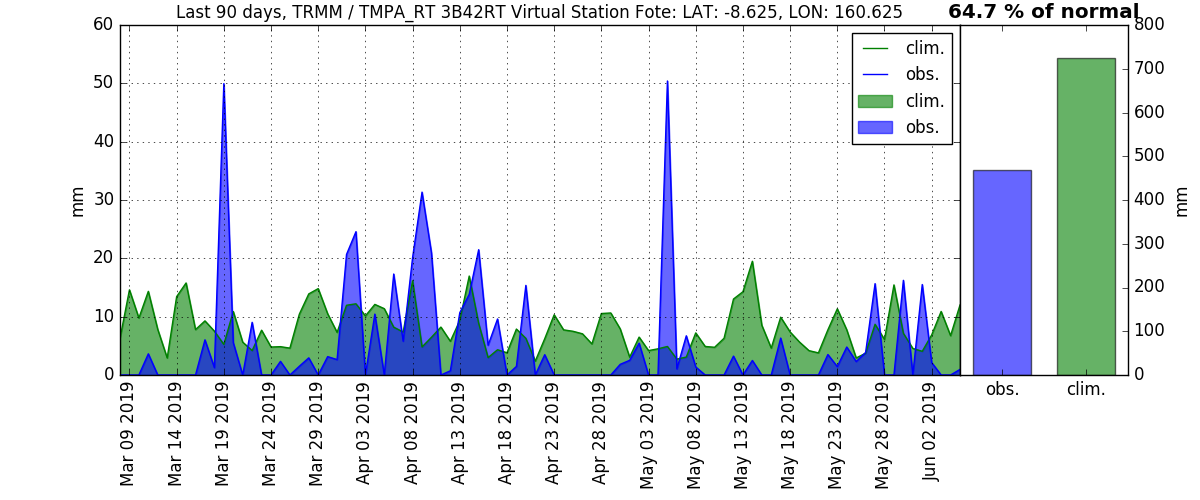 Last 90 days, TRMM / TMPA_RT 3B42RT Virtual Station Fote: LAT: -8.625, LON: 160.625
64.7 % of normal
60
50
40
30
20
10
0
mm
clim.
obs.
clim.
obs.
800
700
600
500
400
300
200
100
0
mm
obs.
clim.
Mar 09 2019
Mar 14 2019
Mar 19 2019
Mar 24 2019
Mar 29 2019
Apr 03 2019
Apr 08 2019
Apr 13 2019
Apr 18 2019
Apr 23 2019
Apr 28 2019
May 03 2019
May 08 2019
May 13 2019
May 18 2019
May 23 2019
May 28 2019
Jun 02 2019